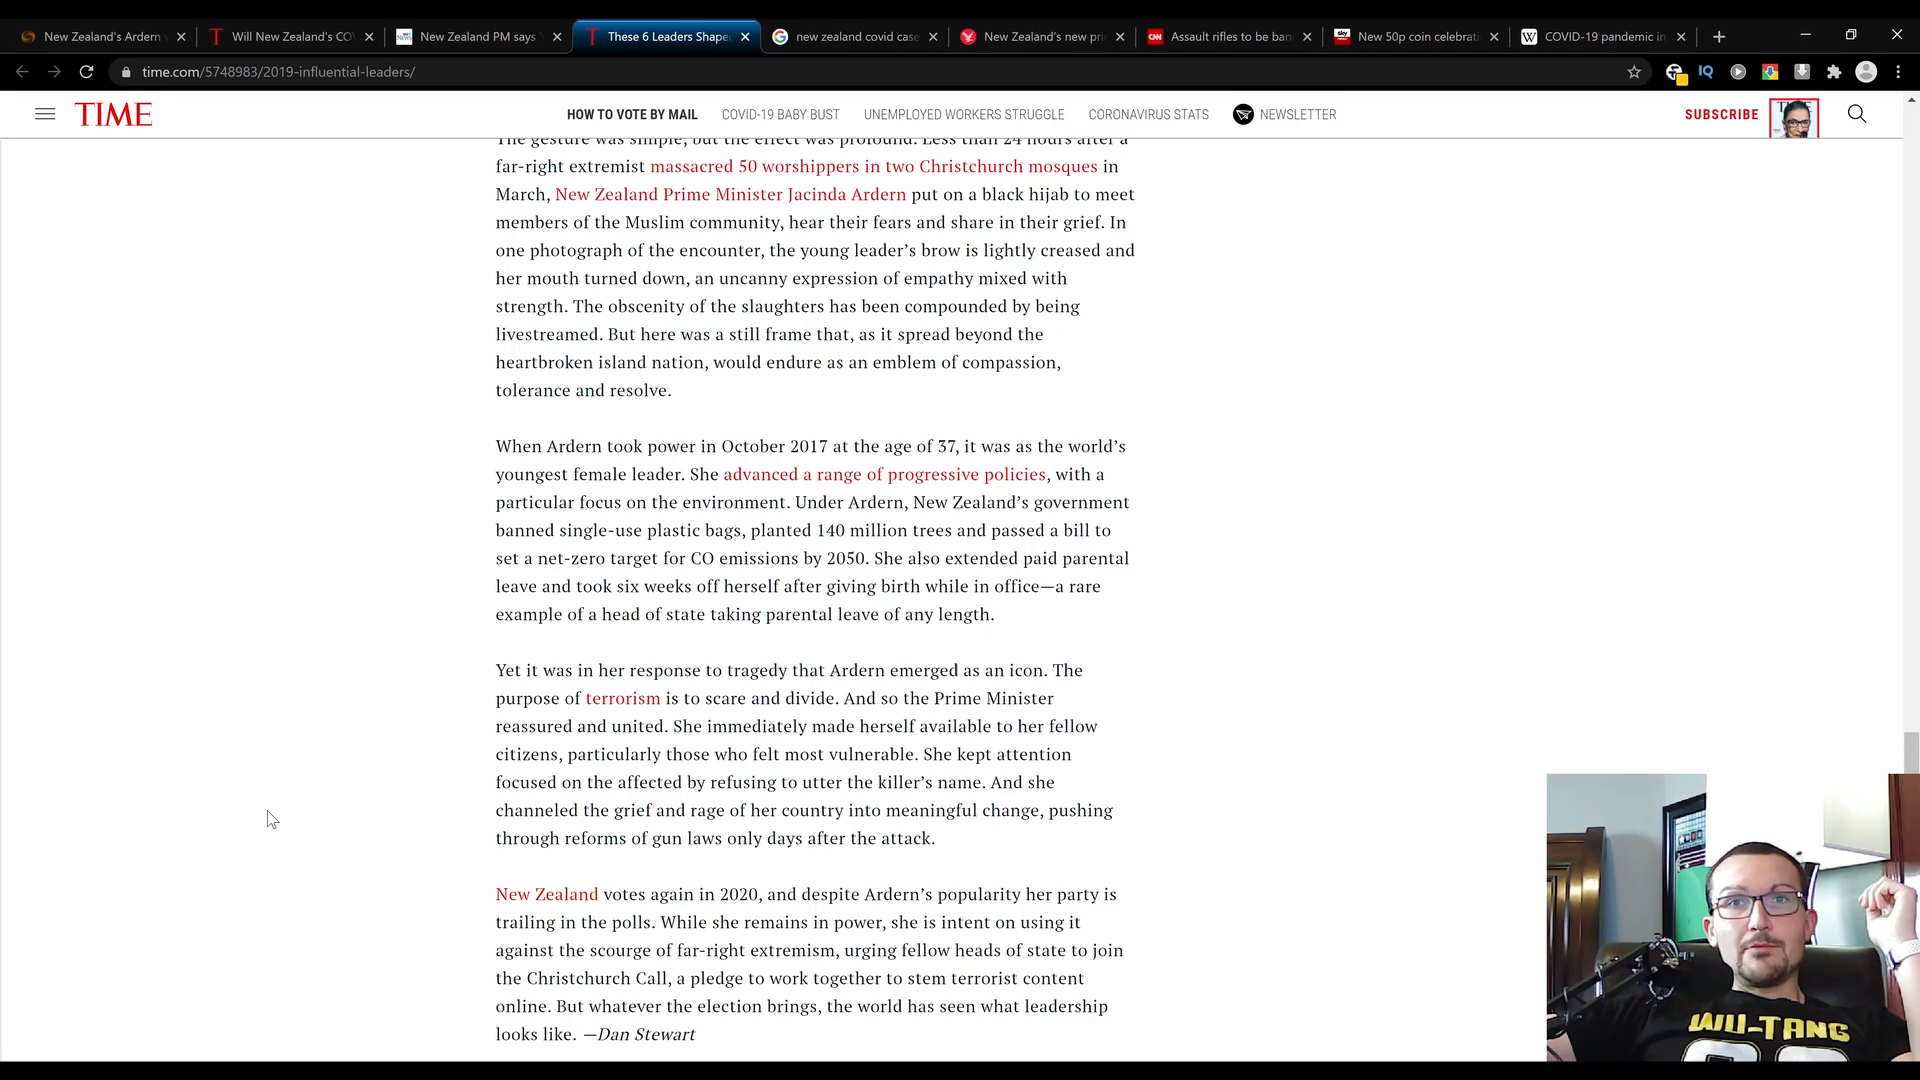 New Zealand's Ardern
Will New Zealand's CO
New Zealand PM says
These 6 Leaders Shape
new zealand covid case
New Zealand's new pri
Assault rifles to be ban
New 50p coin celebrati
COVID-19 pandemic in
time.com/5748983/2019-influential-leaders/
TIME
HOW TO VOTE BY MAIL
COVID-19 BABY BUST
UNEMPLOYED WORKERS STRUGGLE
CORONAVIRUS STATS
NEWSLETTER
SUBSCRIBE
The gesture was simple, but the effect was profound. Less than 24 hours after a
far-right extremist massacred 50 worshippers in two Christchurch mosques in
March, New Zealand Prime Minister Jacinda Ardern put on a black hijab to meet
members of the Muslim community, hear their fears and share in their grief. In
one photograph of the encounter, the young leader's brow is lightly creased and
her mouth turned down, an uncanny expression of empathy mixed with
strength. The obscenity of the slaughters has been compounded by being
livestreamed. But here was a still frame that, as it spread beyond the
heartbroken island nation, would endure as an emblem of compassion,
tolerance and resolve.
When Ardern took power in October 2017 at the age of 37, it was as the world's
youngest female leader. She advanced a range of progressive policies, with a
particular focus on the environment. Under Ardern, New Zealand's government
banned single-use plastic bags, planted 140 million trees and passed a bill to
set a net-zero target for CO emissions by 2050. She also extended paid parental
leave and took six weeks off herself after giving birth while in office—a rare
example of a head of state taking parental leave of any length.
Yet it was in her response to tragedy that Ardern emerged as an icon. The
purpose of terrorism is to scare and divide. And so the Prime Minister
reassured and united. She immediately made herself available to her fellow
citizens, particularly those who felt most vulnerable. She kept attention
focused on the affected by refusing to utter the killer's name. And she
channeled the grief and rage of her country into meaningful change, pushing
through reforms of gun laws only days after the attack.
New Zealand votes again in 2020, and despite Ardern's popularity her party is
trailing in the polls. While she remains in power, she is intent on using it
against the scourge of far-right extremism, urging fellow heads of state to join
the Christchurch Call, a pledge to work together to stem terrorist content
online. But whatever the election brings, the world has seen what leadership
looks like. —Dan Stewart
WU-TANG